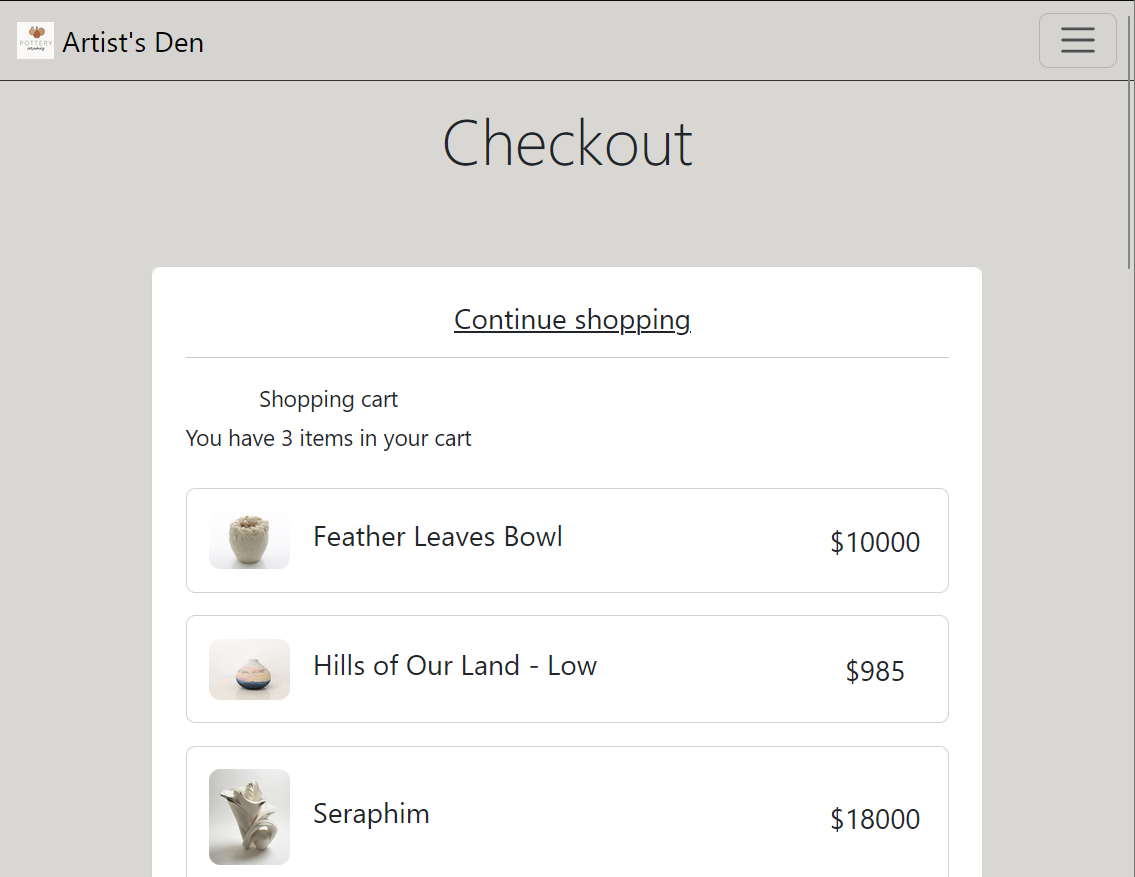 POTTERY
Artist's Den
Checkout
Continue shopping
Shopping cart
You have 3 items in your cart
Feather Leaves Bowl
$10000
Hills of Our Land - Low
$985
Seraphim
$18000